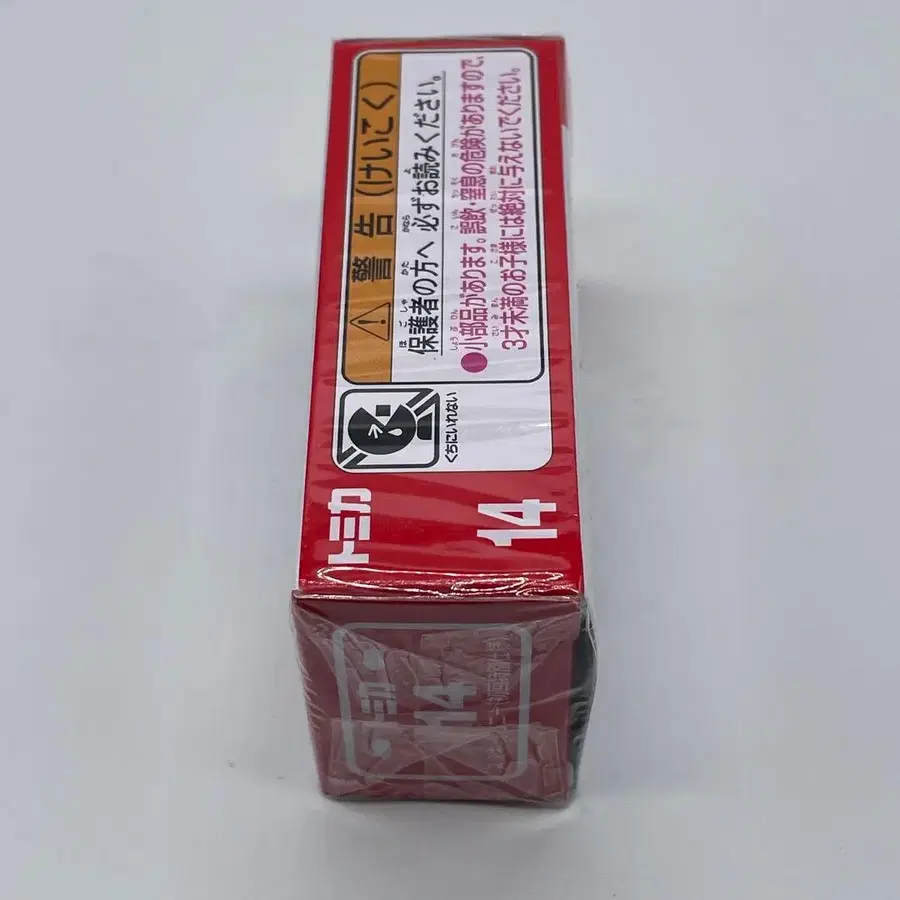 警告(けいこく)
保護者の方へ 必ずお読みください。
●小部品があります。誤飲・窒息の危険がありますので、
3才未満のお子様には絶対に与えないでください。
くちにいれない
トミカ
14
トミカ
14